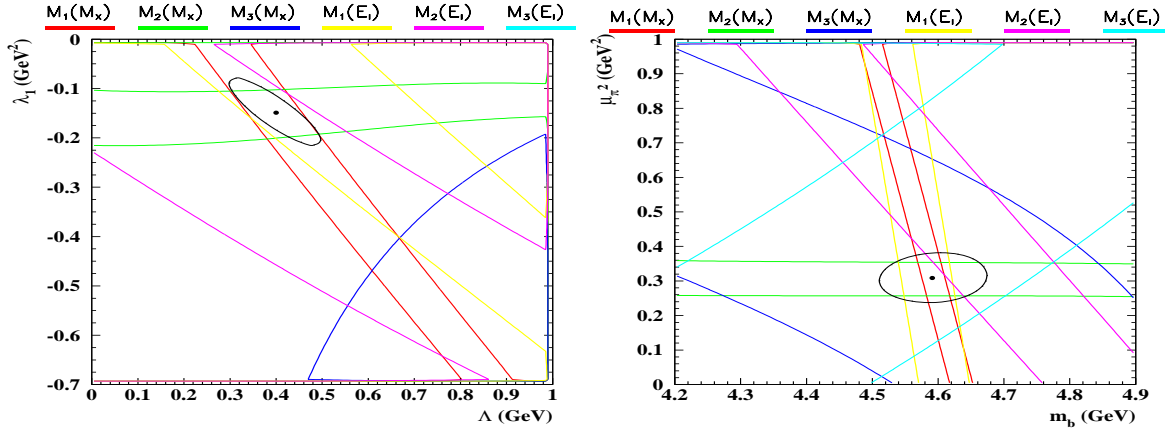 M₁(Mₓ) M₂(Mₓ) M₃(Mₓ) M₁(Eₗ) M₂(Eₗ) M₃(Eₗ)
λ₁ (GeV²)
0
-0.1
-0.2
-0.3
-0.4
-0.5
-0.6
-0.7
0 0.1 0.2 0.3 0.4 0.5 0.6 0.7 0.8 0.9 1
Λ (GeV)
M₁(Mₓ) M₂(Mₓ) M₃(Mₓ) M₁(Eₗ) M₂(Eₗ) M₃(Eₗ)
μπ² (GeV²)
1
0.9
0.8
0.7
0.6
0.5
0.4
0.3
0.2
0.1
0
4.2 4.3 4.4 4.5 4.6 4.7 4.8 4.9
m_b (GeV)